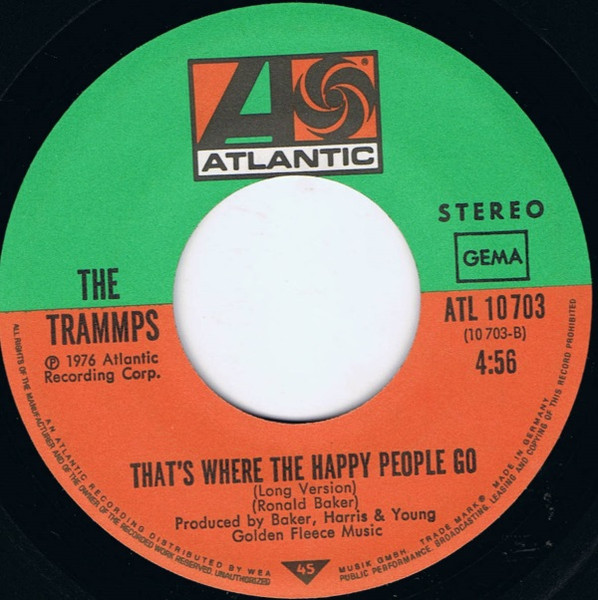 ATLANTIC
®
STEREO
GEMA
THE
TRAMMPS
℗ 1976 Atlantic
Recording Corp.
ATL 10 703
(10 703-B)
4:56
THAT'S WHERE THE HAPPY PEOPLE GO
(Long Version)
(Ronald Baker)
Produced by Baker, Harris & Young
Golden Fleece Music
45
ALL RIGHTS OF THE MANUFACTURER AND OF THE OWNER OF THE RECORDED WORK RESERVED. UNAUTHORIZED
PUBLIC PERFORMANCE, BROADCASTING, LEASING AND COPYING OF THIS RECORD PROHIBITED
AN ATLANTIC RECORDING DISTRIBUTED BY WEA
MUSIK GMBH. TRADE MARK® MADE IN GERMANY